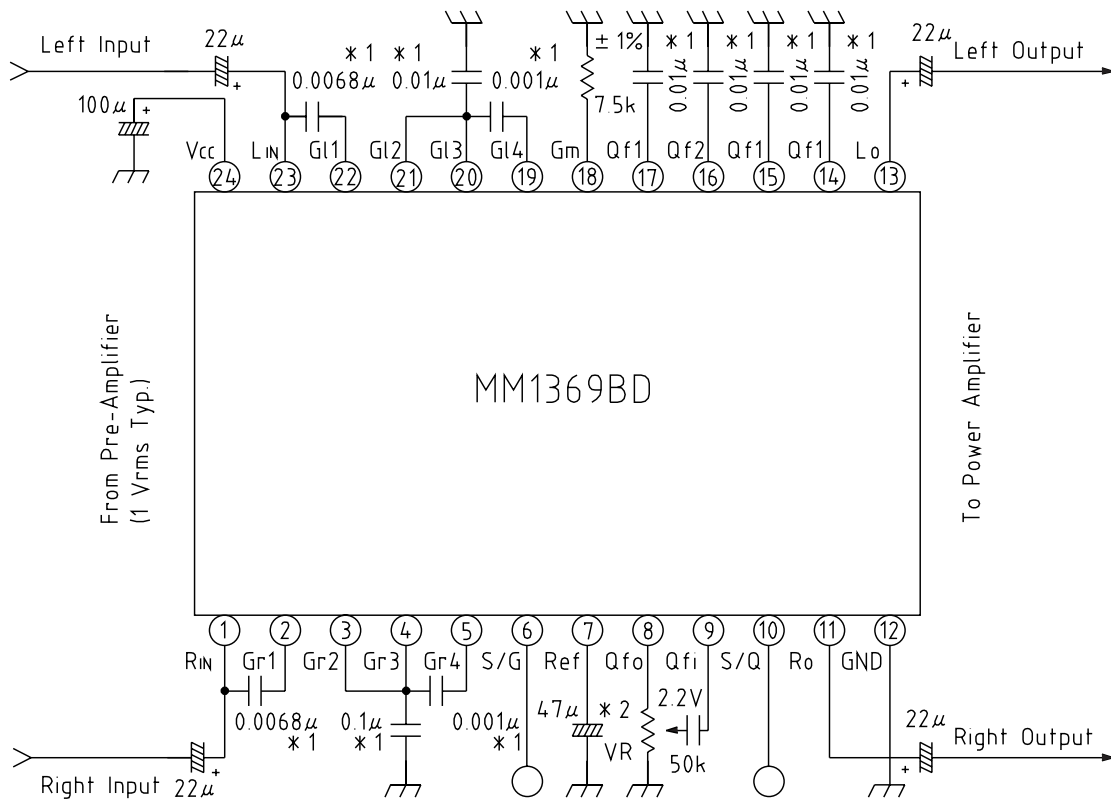 Left Input
22μ
+
100μ
+
* 1
0.0068μ
* 1
0.01μ
* 1
0.001μ
± 1%
7.5k
* 1
0.01μ
* 1
0.01μ
* 1
0.01μ
* 1
0.01μ
22μ
+
Left Output
Vcc
LIN
Gl1
Gl2
Gl3
Gl4
Gm
Qf1
Qf2
Qf1
Qf1
Lo
24
23
22
21
20
19
18
17
16
15
14
13
From Pre-Amplifier
(1 Vrms Typ.)
MM1369BD
To Power Amplifier
1
2
3
4
5
6
7
8
9
10
11
12
RIN
Gr1
Gr2
Gr3
Gr4
S/G
Ref
Qfo
Qfi
S/Q
Ro
GND
0.0068μ
* 1
0.1μ
* 1
0.001μ
* 1
47μ
* 2
VR
2.2V
50k
22μ
+
Right Output
Right Input
22μ
+